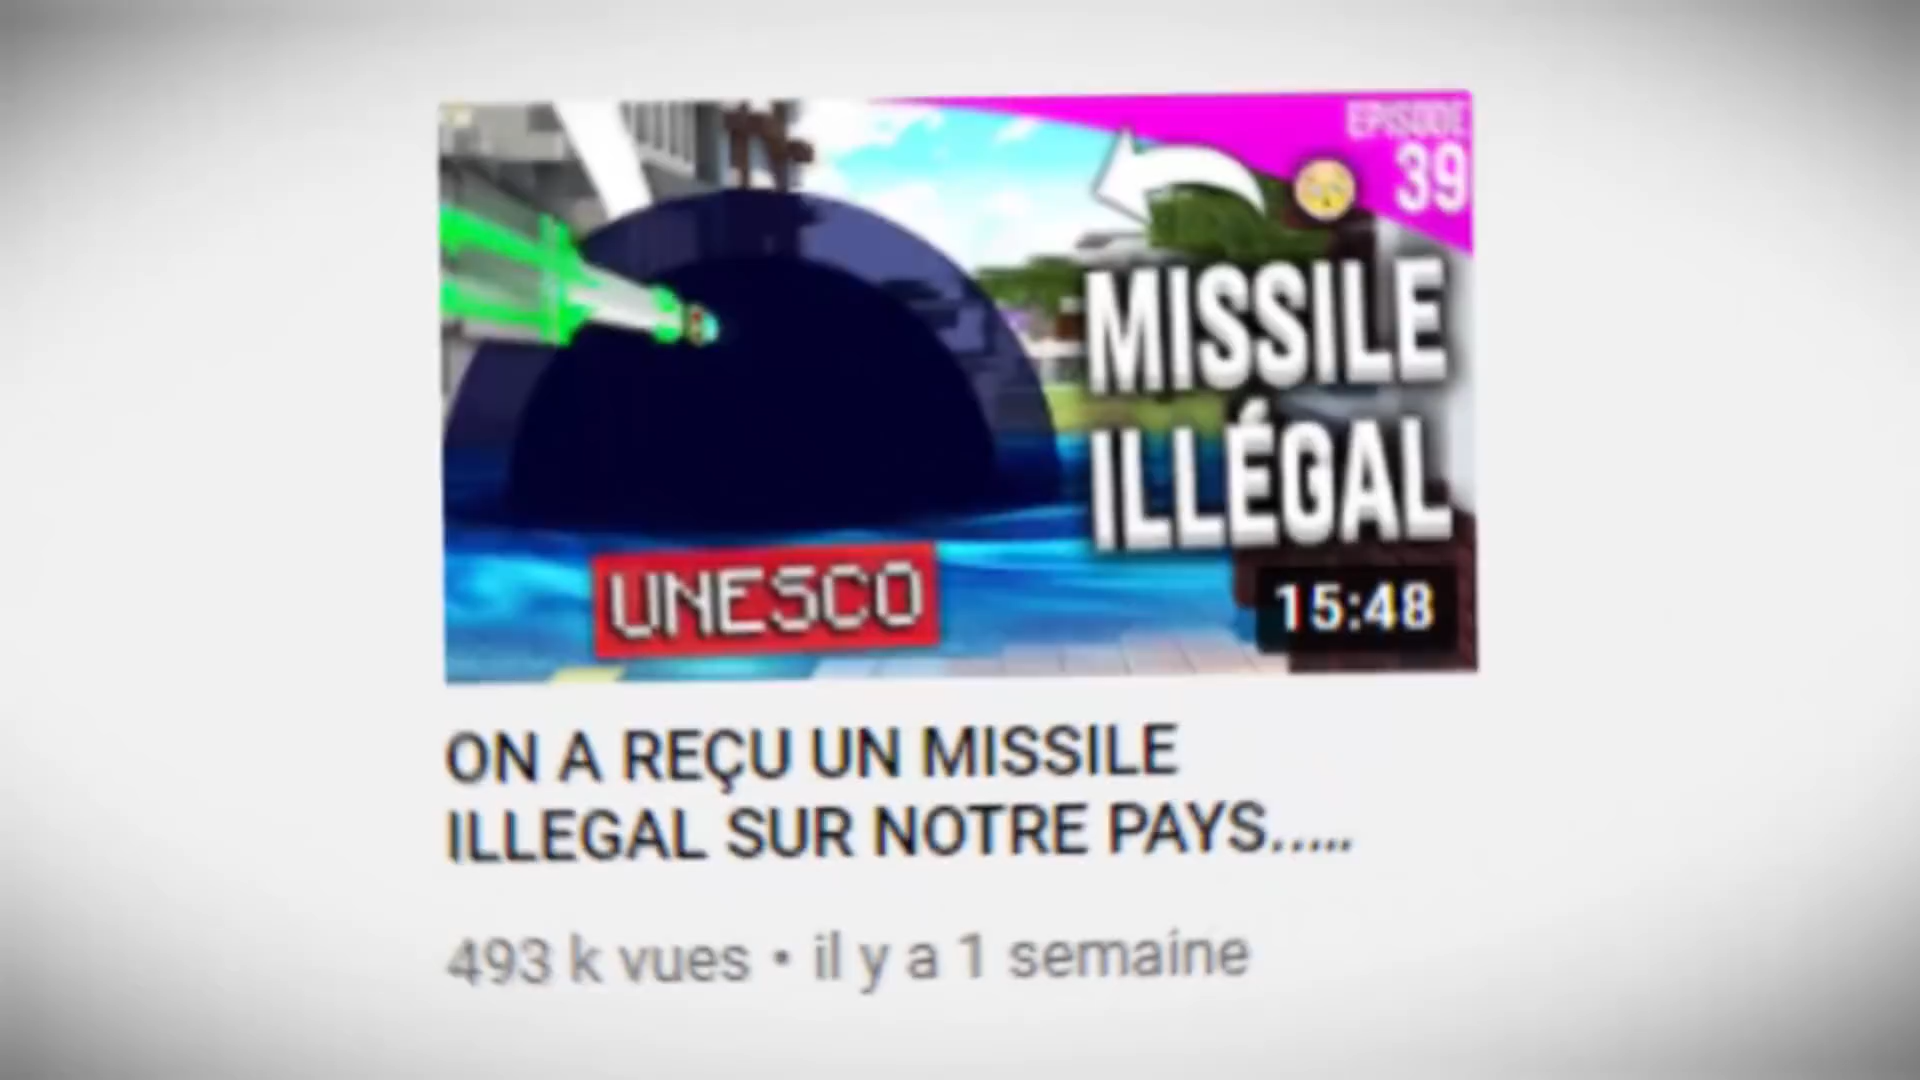 EPISODE
39
MISSILE
ILLÉGAL
UNESCO
15:48
ON A REÇU UN MISSILE
ILLEGAL SUR NOTRE PAYS.....
493 k vues • il y a 1 semaine